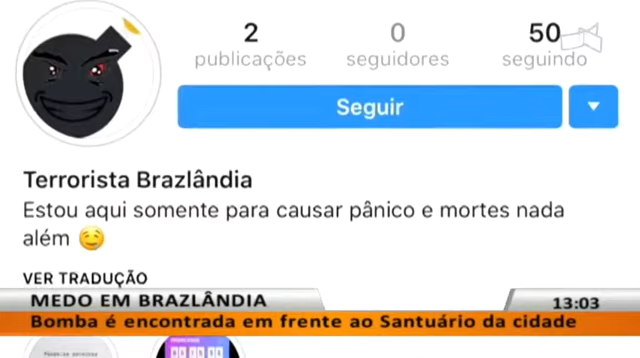 2 0 50
publicações seguidores seguindo
Seguir
Terrorista Brazlândia
Estou aqui somente para causar pânico e mortes nada
além 🤤
VER TRADUÇÃO
MEDO EM BRAZLÂNDIA 13:03
Bomba é encontrada em frente ao Santuário da cidade